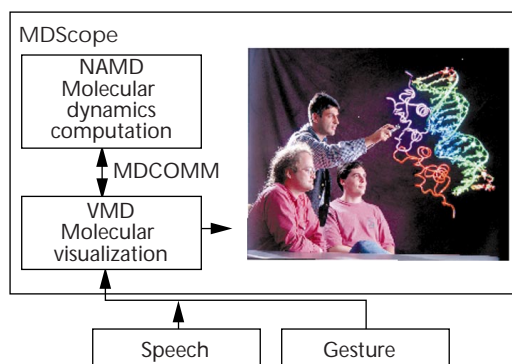 MDScope
NAMD
Molecular
dynamics
computation
MDCOMM
VMD
Molecular
visualization
Speech
Gesture